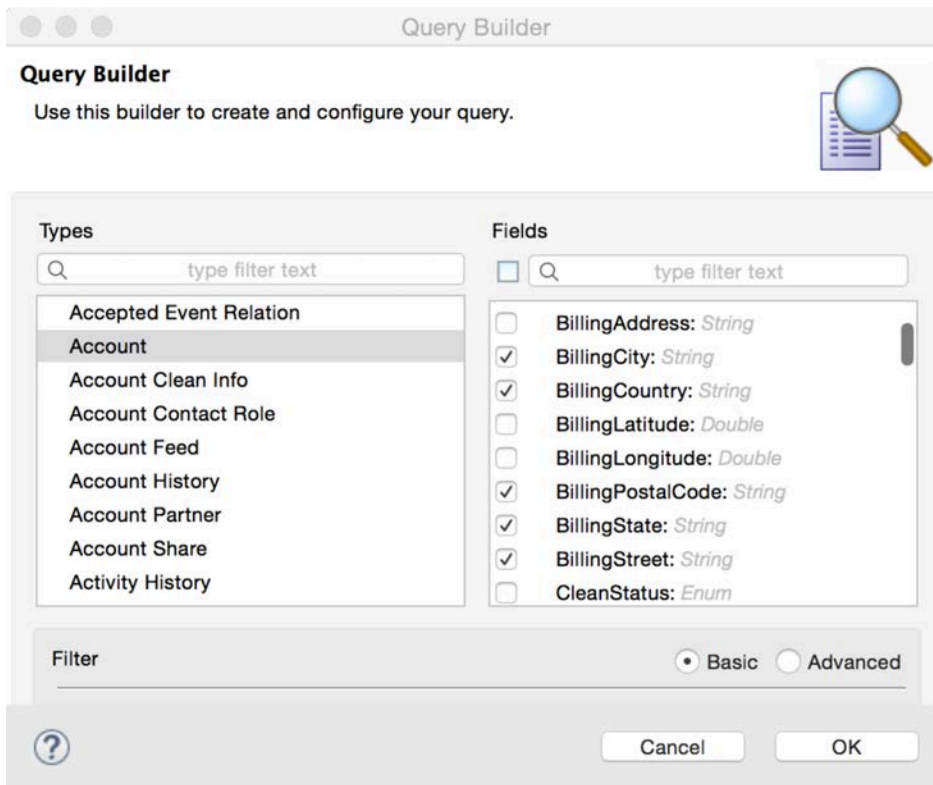 Query Builder
Query Builder
Use this builder to create and configure your query.
Types
type filter text
Accepted Event Relation
Account
Account Clean Info
Account Contact Role
Account Feed
Account History
Account Partner
Account Share
Activity History
Fields
type filter text
BillingAddress: String
BillingCity: String
BillingCountry: String
BillingLatitude: Double
BillingLongitude: Double
BillingPostalCode: String
BillingState: String
BillingStreet: String
CleanStatus: Enum
Filter
Basic
Advanced
?
Cancel
OK